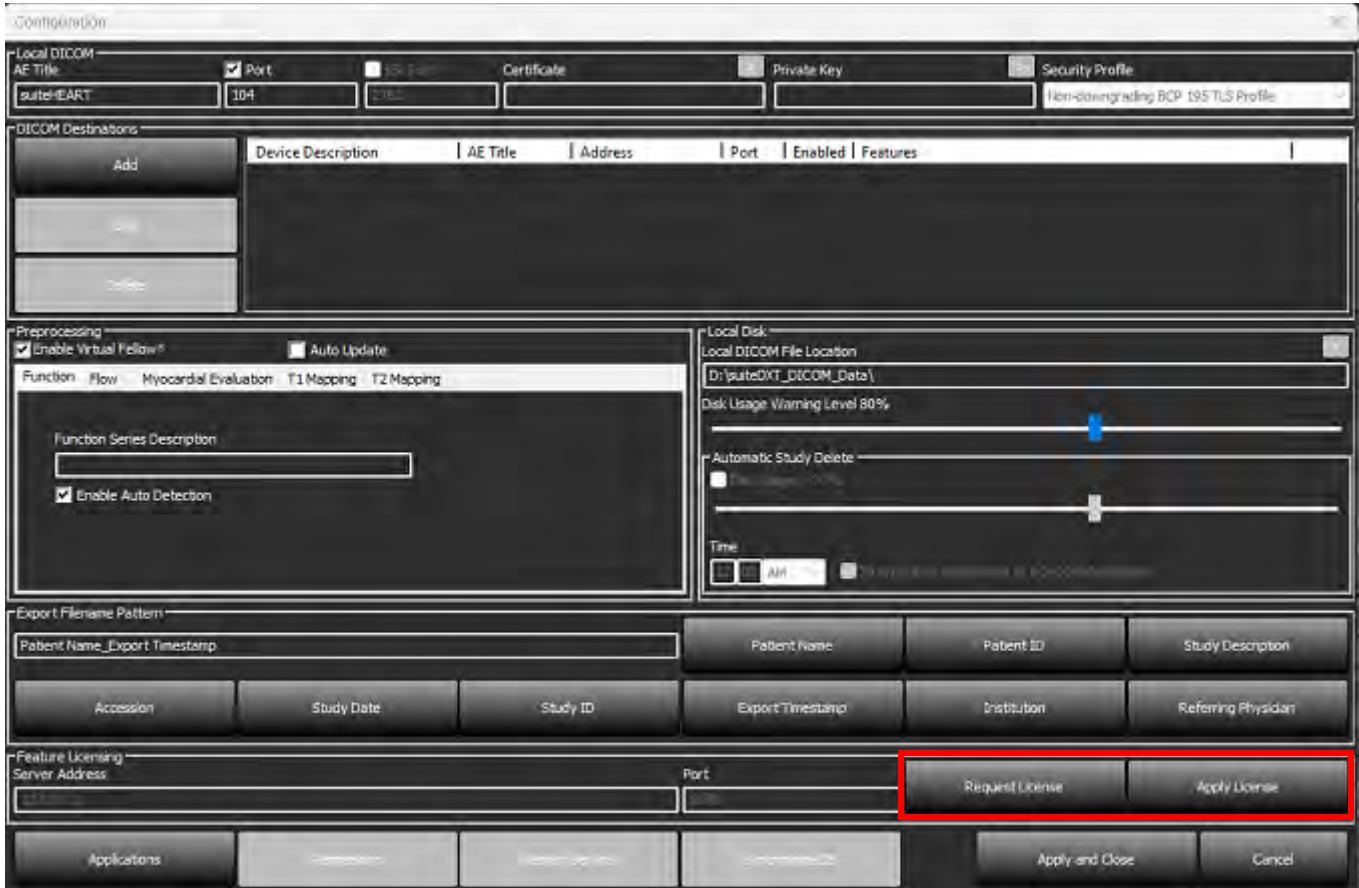 Configuration
Local DICOM
AE Title Port Certificate Private Key Security Profile
suiteHEART 104 Non-downgrading BCP 195 TLS Profile
DICOM Destinations
Add Device Description AE Title Address Port Enabled Features
Delete
Preprocessing
Enable Virtual Fellow® Auto Update
Function Flow Myocardial Evaluation T1 Mapping T2 Mapping
Function Series Description
Enable Auto Detection
Local Disk
Local DICOM File Location
D:\suiteDXT_DICOM_Data\
Disk Usage Warning Level 80%
Automatic Study Delete
Time
AM
Export Filename Pattern
Patient Name_Export Timestamp Patient Name Patient ID Study Description
Accession Study Date Study ID Export Timestamp Institution Referring Physician
Feature Licensing
Server Address Port
Request License Apply License
Applications Apply and Close Cancel